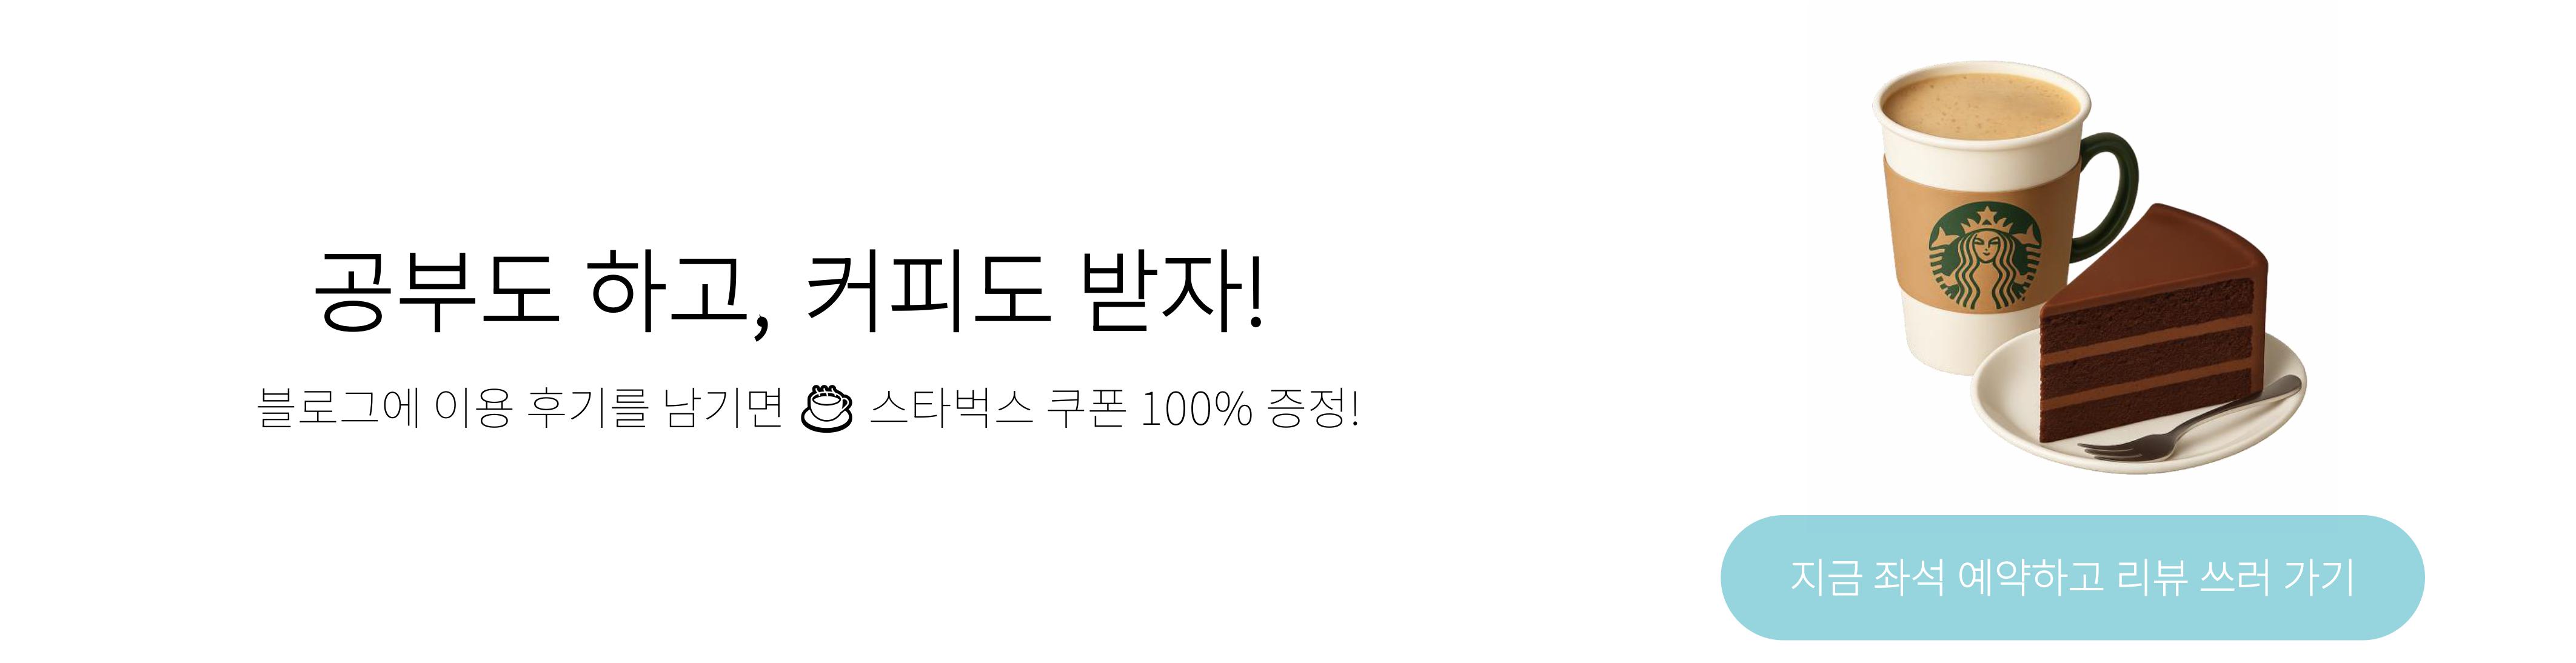 공부도 하고, 커피도 받자!
블로그에 이용 후기를 남기면 ☕ 스타벅스 쿠폰 100% 증정!
지금 좌석 예약하고 리뷰 쓰러 가기